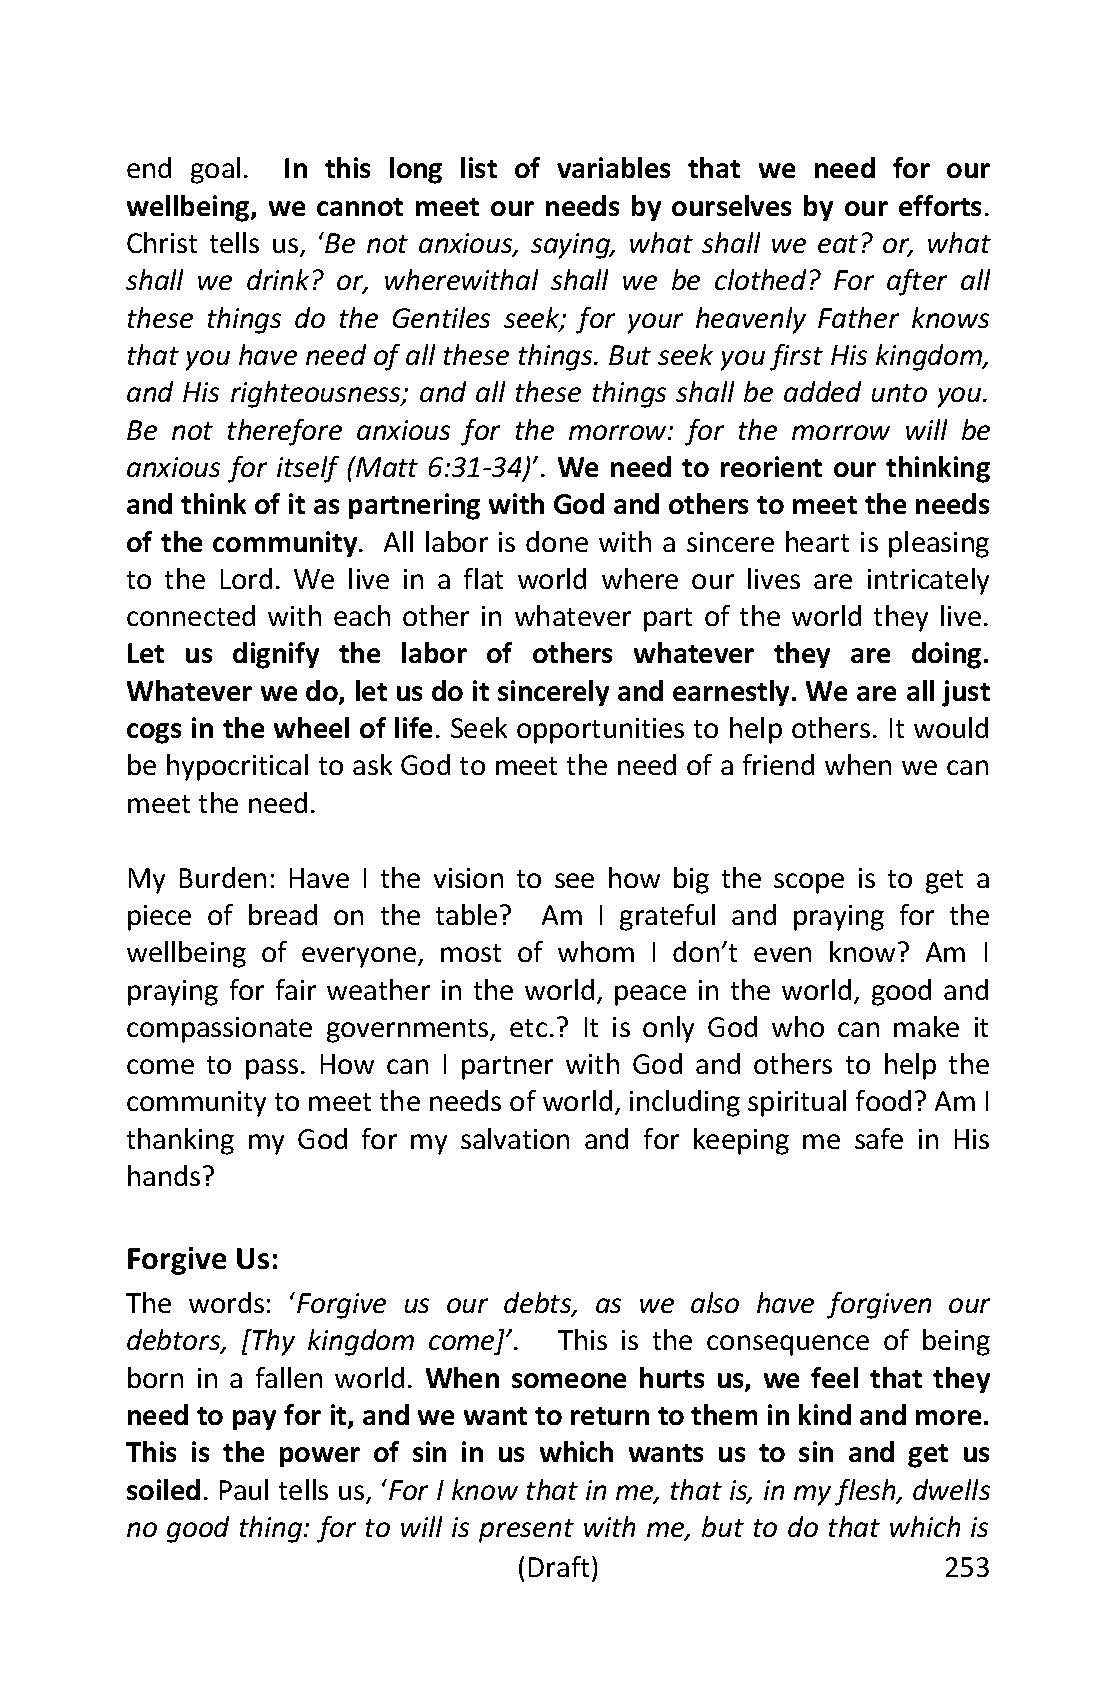 end goal. In this long list of variables that we need for our
wellbeing, we cannot meet our needs by ourselves by our efforts.
Christ tells us, ‘Be not anxious, saying, what shall we eat? or, what
shall we drink? or, wherewithal shall we be clothed? For after all
these things do the Gentiles seek; for your heavenly Father knows
that you have need of all these things. But seek you first His kingdom,
and His righteousness; and all these things shall be added unto you.
Be not therefore anxious for the morrow: for the morrow will be
anxious for itself (Matt 6:31-34)’. We need to reorient our thinking
and think of it as partnering with God and others to meet the needs
of the community. All labor is done with a sincere heart is pleasing
to the Lord. We live in a flat world where our lives are intricately
connected with each other in whatever part of the world they live.
Let us dignify the labor of others whatever they are doing.
Whatever we do, let us do it sincerely and earnestly. We are all just
cogs in the wheel of life. Seek opportunities to help others. It would
be hypocritical to ask God to meet the need of a friend when we can
meet the need.
My Burden: Have I the vision to see how big the scope is to get a
piece of bread on the table? Am I grateful and praying for the
wellbeing of everyone, most of whom I don’t even know? Am I
praying for fair weather in the world, peace in the world, good and
compassionate governments, etc.? It is only God who can make it
come to pass. How can I partner with God and others to help the
community to meet the needs of world, including spiritual food? Am I
thanking my God for my salvation and for keeping me safe in His
hands?
Forgive Us:
The words: ‘Forgive us our debts, as we also have forgiven our
debtors, [Thy kingdom come]’. This is the consequence of being
born in a fallen world. When someone hurts us, we feel that they
need to pay for it, and we want to return to them in kind and more.
This is the power of sin in us which wants us to sin and get us
soiled. Paul tells us, ‘For I know that in me, that is, in my flesh, dwells
no good thing: for to will is present with me, but to do that which is
(Draft) 253